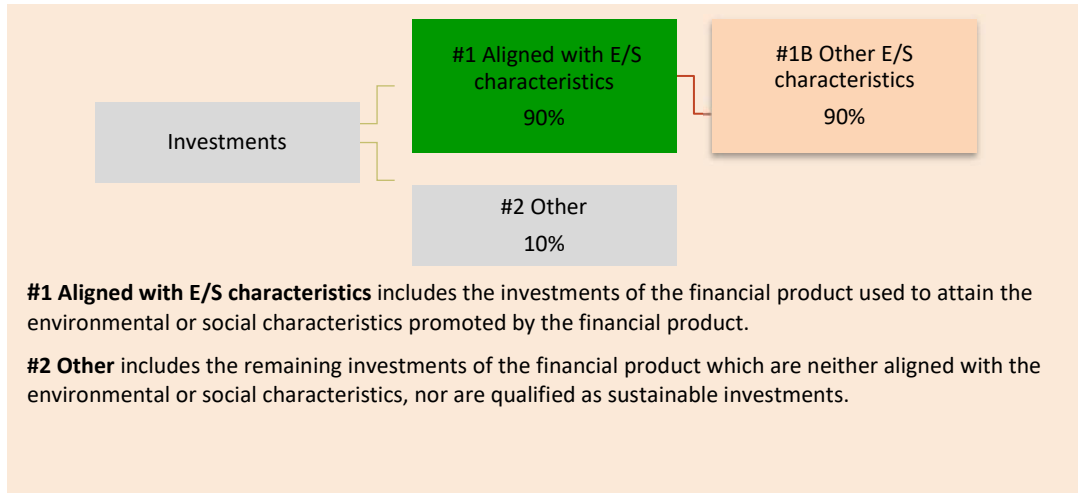 #1 Aligned with E/S
characteristics
90%
#1B Other E/S
characteristics
90%
Investments
#2 Other
10%
#1 Aligned with E/S characteristics includes the investments of the financial product used to attain the
environmental or social characteristics promoted by the financial product.
#2 Other includes the remaining investments of the financial product which are neither aligned with the
environmental or social characteristics, nor are qualified as sustainable investments.